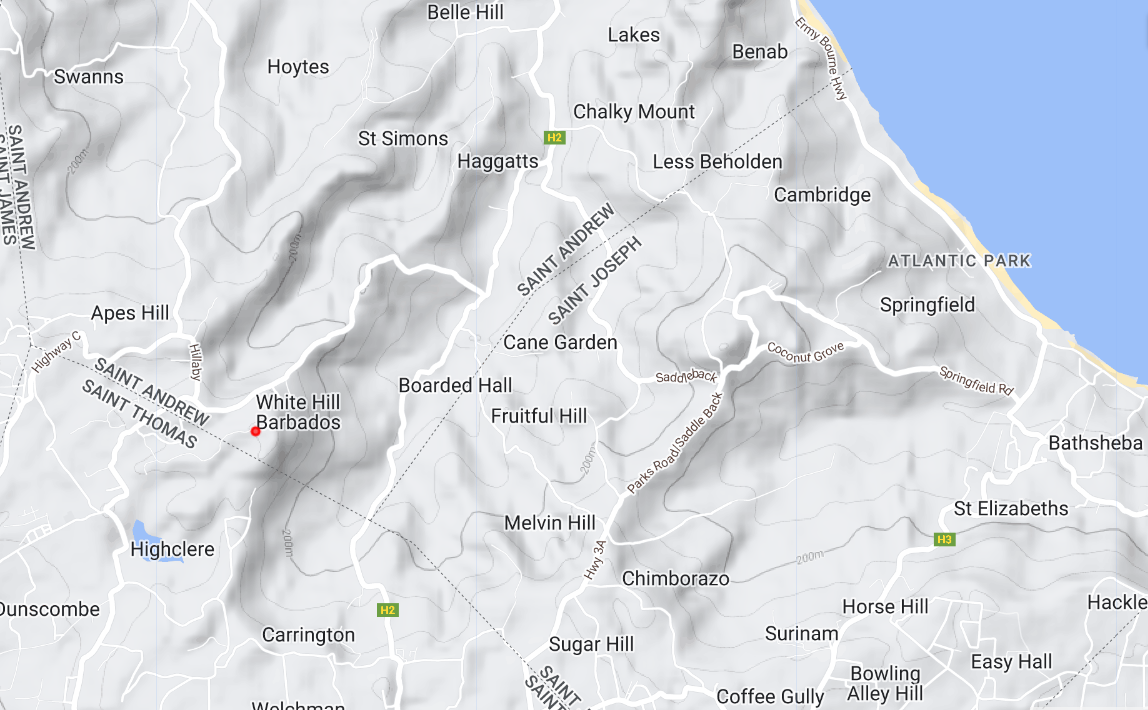 Belle Hill
Lakes
Ermy Bourne Hwy
Benab
Hoytes
Swanns
Chalky Mount
H2
St Simons
Haggatts
Less Beholden
SAINT ANDREW
SAINT JAMES
200m
Cambridge
SAINT ANDREW
SAINT JOSEPH
200m
ATLANTIC PARK
Springfield
Apes Hill
Highway C
Hillaby
Cane Garden
Coconut Grove
Saddleback
SAINT ANDREW
SAINT THOMAS
Boarded Hall
Springfield Rd
White Hill
Barbados
Fruitful Hill
Parks Road/Saddle Back
Bathsheba
200m
St Elizabeths
Melvin Hill
200m
H3
Highclere
Hwy 3A
200m
Chimborazo
Dunscombe
H2
Horse Hill
Hackle
Carrington
Surinam
Sugar Hill
Easy Hall
Bowling
Alley Hill
SAINT
SAINT
Coffee Gully
Welchman